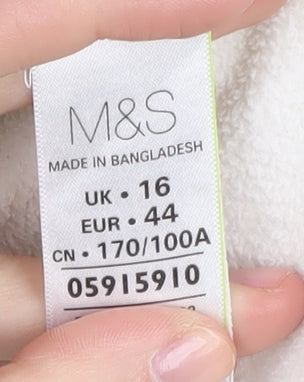 M&S
MADE IN BANGLADESH
UK • 16
EUR • 44
CN • 170/100A
05915910